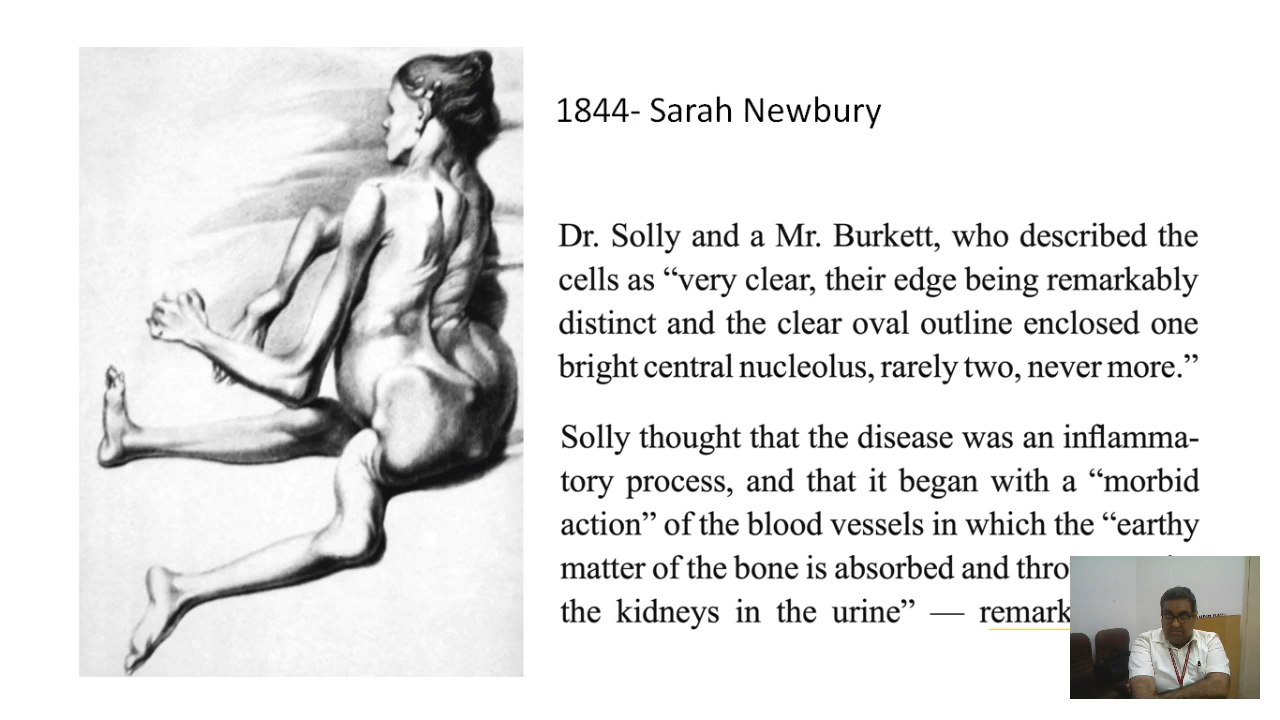 1844- Sarah Newbury
Dr. Solly and a Mr. Burkett, who described the
cells as “very clear, their edge being remarkably
distinct and the clear oval outline enclosed one
bright central nucleolus, rarely two, never more.”
Solly thought that the disease was an inflamma-
tory process, and that it began with a “morbid
action” of the blood vessels in which the “earthy
matter of the bone is absorbed and
the kidneys in the urine” —